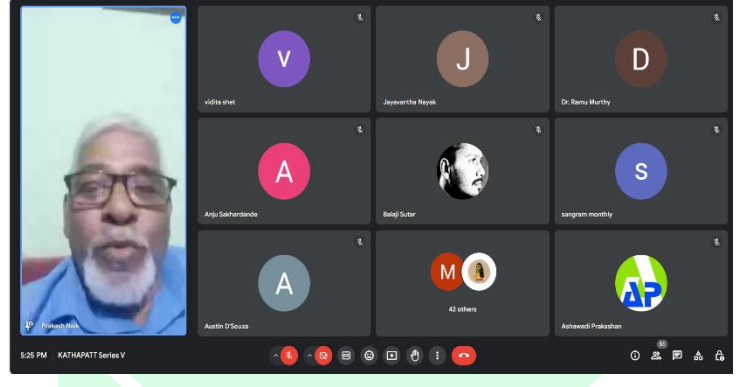 V
vidita shet
J
Jayavantha Nayak
D
Dr. Ramu Murthy
A
Anju Sakhardande
Balaji Sutar
S
sangram monthly
Prakash Naik
A
Austin D'Souza
M
42 others
AP
Ashawadi Prakashan
5:25 PM KATHAPATT Series V
51